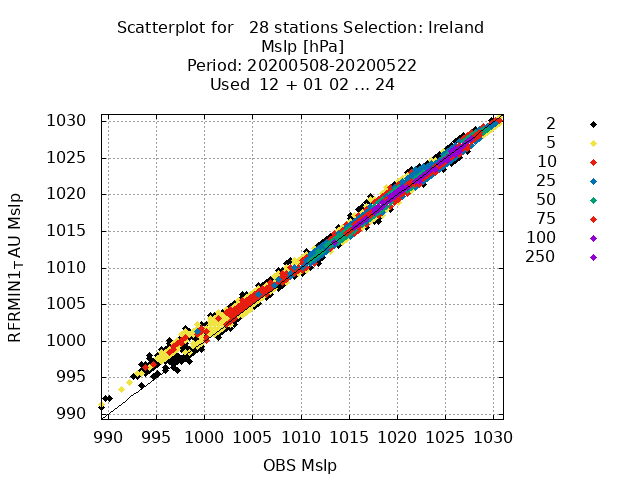 Scatterplot for   28 stations Selection: Ireland
Mslp [hPa]
Period: 20200508-20200522
Used  12 + 01 02 ... 24
RFRMIN1_TAU Mslp
1030
1025
1020
1015
1010
1005
1000
995
990
990 995 1000 1005 1010 1015 1020 1025 1030
OBS Mslp
2
5
10
25
50
75
100
250